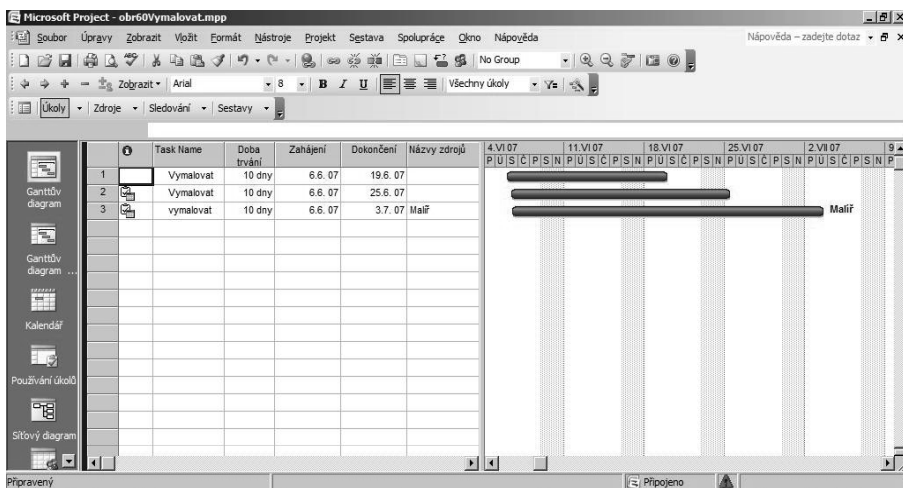 Microsoft Project - obr60Vymalovat.mpp
Soubor Úpravy Zobrazit Vložit Formát Nástroje Projekt Sestava Spolupráce Okno Nápověda Nápověda – zadejte dotaz
No Group
Zobrazit Arial 8 B I U Všechny úkoly
Úkoly Zdroje Sledování Sestavy
Task Name Doba trvání Zahájení Dokončení Názvy zdrojů 4.VI 07 11.VI 07 18.VI 07 25.VI 07 2.VII 07 9
P Ú S Č P S N P Ú S Č P S N P Ú S Č P S N P Ú S Č P S N P Ú S Č P S N P
1 Vymalovat 10 dny 6.6. 07 19.6. 07
2 Vymalovat 10 dny 6.6. 07 25.6. 07
3 vymalovat 10 dny 6.6. 07 3.7. 07 Malíř Malíř
Ganttův
diagram
Ganttův
diagram ...
Kalendář
Používání úkolů
Síťový diagram
Připravený Připojeno